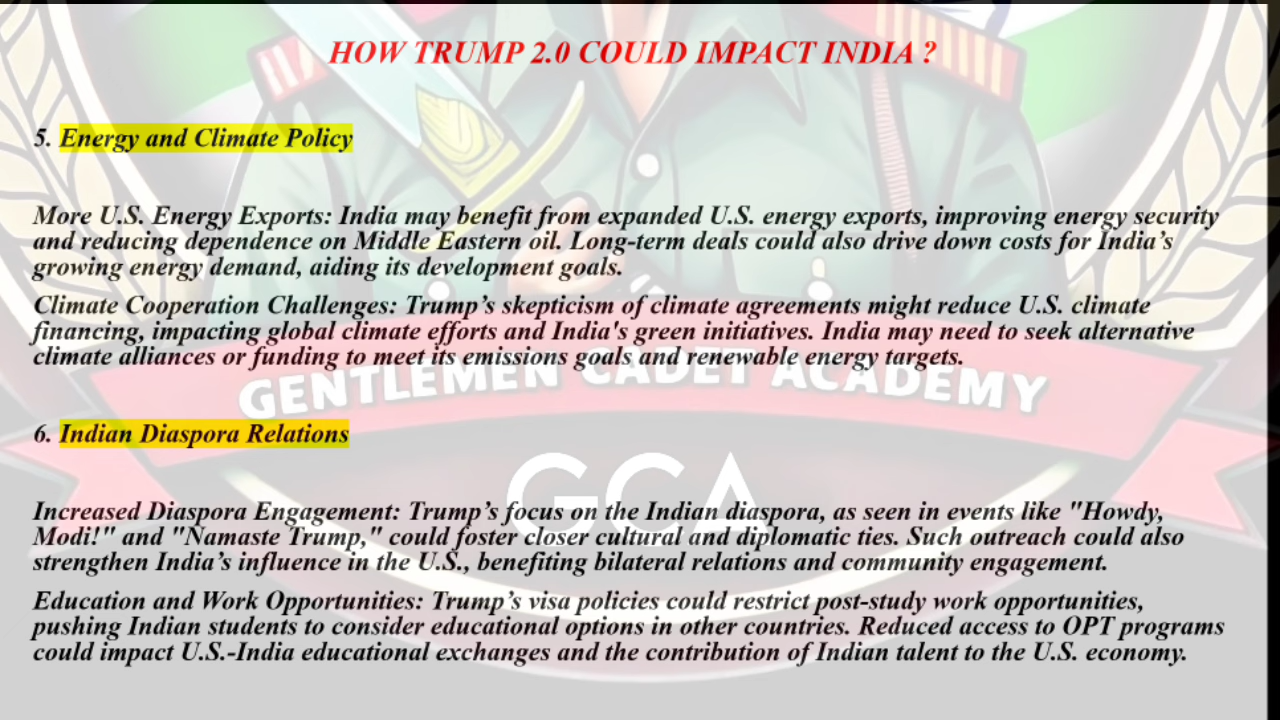 HOW TRUMP 2.0 COULD IMPACT INDIA ?
5. Energy and Climate Policy
More U.S. Energy Exports: India may benefit from expanded U.S. energy exports, improving energy security
and reducing dependence on Middle Eastern oil. Long-term deals could also drive down costs for India’s
growing energy demand, aiding its development goals.
Climate Cooperation Challenges: Trump’s skepticism of climate agreements might reduce U.S. climate
financing, impacting global climate efforts and India's green initiatives. India may need to seek alternative
climate alliances or funding to meet its emissions goals and renewable energy targets.
GENTLEMEN CADET ACADEMY
6. Indian Diaspora Relations
GCA
Increased Diaspora Engagement: Trump’s focus on the Indian diaspora, as seen in events like "Howdy,
Modi!" and "Namaste Trump," could foster closer cultural and diplomatic ties. Such outreach could also
strengthen India’s influence in the U.S., benefiting bilateral relations and community engagement.
Education and Work Opportunities: Trump’s visa policies could restrict post-study work opportunities,
pushing Indian students to consider educational options in other countries. Reduced access to OPT programs
could impact U.S.-India educational exchanges and the contribution of Indian talent to the U.S. economy.